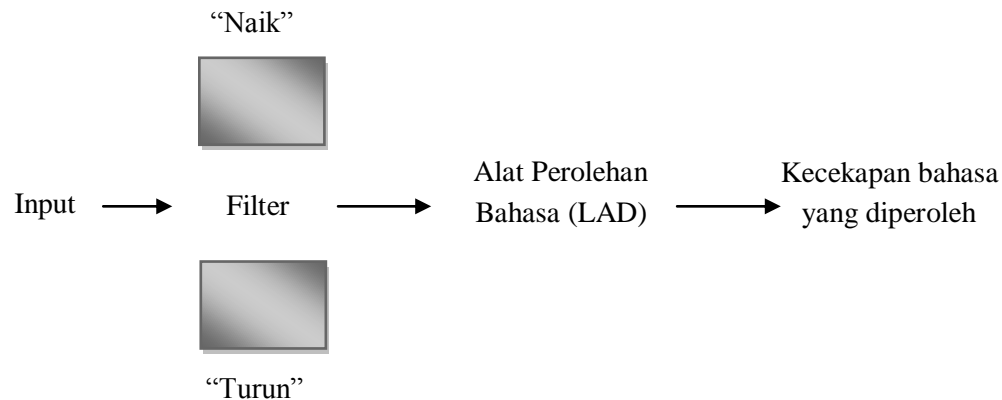 “Naik”
Input
Filter
Alat Perolehan
Bahasa (LAD)
Kecekapan bahasa
yang diperoleh
“Turun”